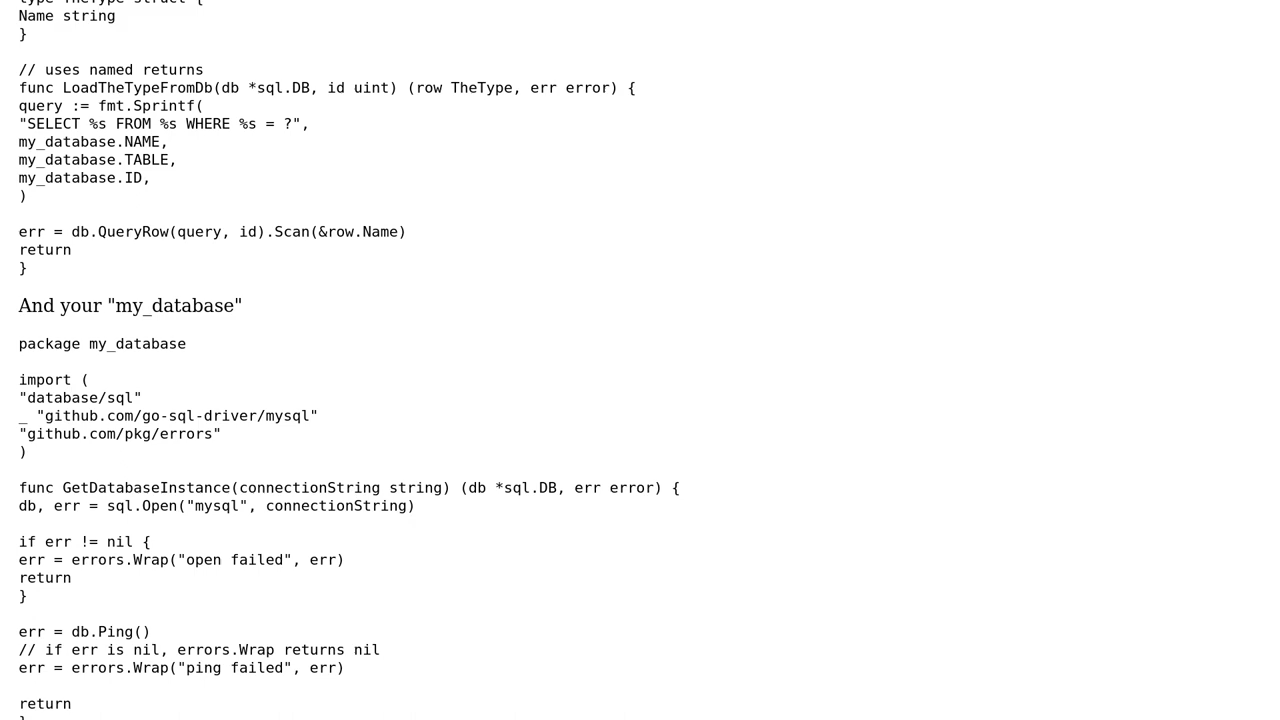 type TheType struct {
Name string
}
// uses named returns
func LoadTheTypeFromDb(db *sql.DB, id uint) (row TheType, err error) {
query := fmt.Sprintf(
"SELECT %s FROM %s WHERE %s = ?",
my_database.NAME,
my_database.TABLE,
my_database.ID,
)
err = db.QueryRow(query, id).Scan(&row.Name)
return
}
And your "my_database"
package my_database
import (
"database/sql"
_ "github.com/go-sql-driver/mysql"
"github.com/pkg/errors"
)
func GetDatabaseInstance(connectionString string) (db *sql.DB, err error) {
db, err = sql.Open("mysql", connectionString)
if err != nil {
err = errors.Wrap("open failed", err)
return
}
err = db.Ping()
// if err is nil, errors.Wrap returns nil
err = errors.Wrap("ping failed", err)
return
}